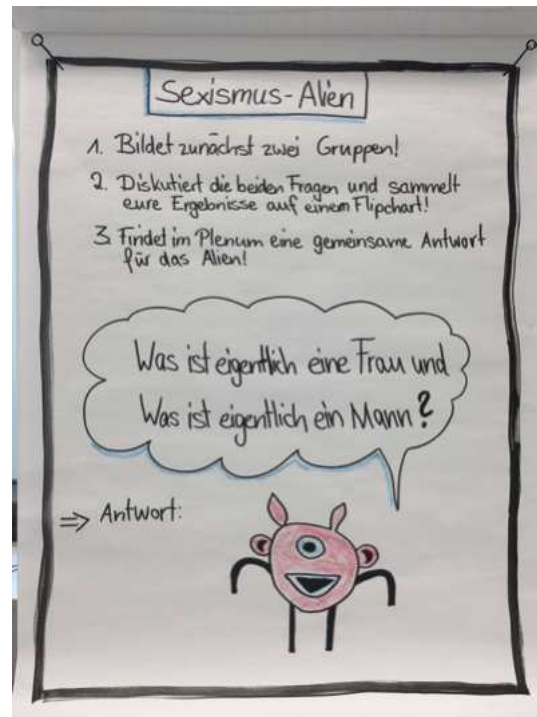 Sexismus-Alien
1. Bildet zunächst zwei Gruppen!
2. Diskutiert die beiden Fragen und sammelt
eure Ergebnisse auf einem Flipchart!
3. Findet im Plenum eine gemeinsame Antwort
für das Alien!
Was ist eigentlich eine Frau und
Was ist eigentlich ein Mann?
⇒ Antwort: